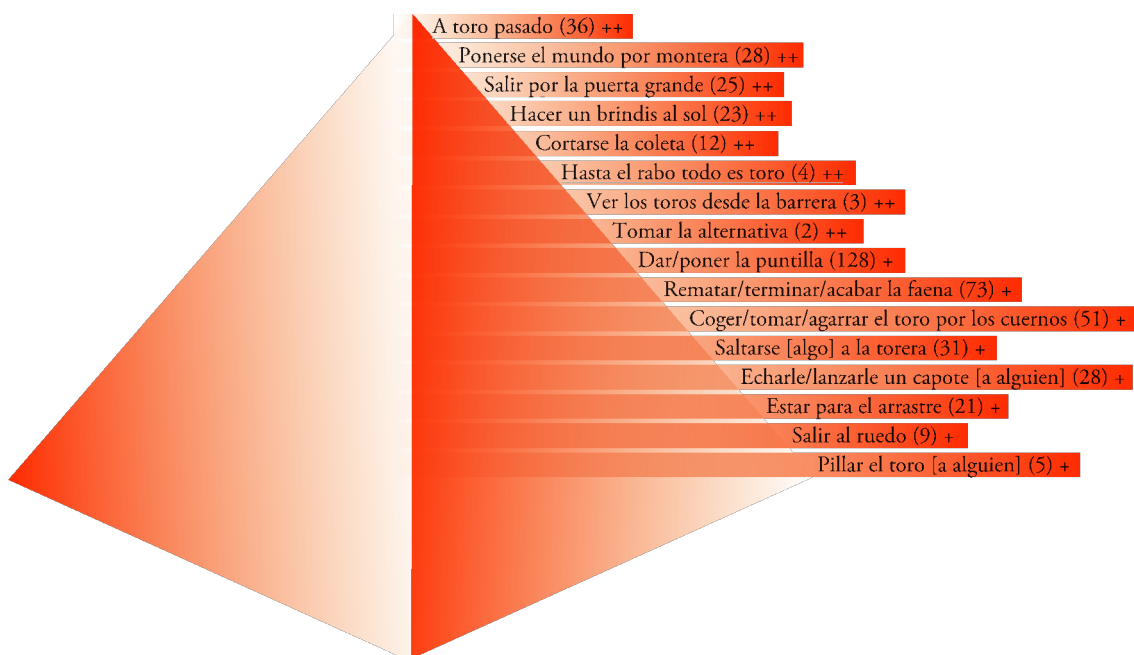 A toro pasado (36) ++
Ponerse el mundo por montera (28) ++
Salir por la puerta grande (25) ++
Hacer un brindis al sol (23) ++
Cortarse la coleta (12) ++
Hasta el rabo todo es toro (4) ++
Ver los toros desde la barrera (3) ++
Tomar la alternativa (2) ++
Dar/poner la puntilla (128) +
Rematar/terminar/acabar la faena (73) +
Coger/tomar/agarrar el toro por los cuernos (51) +
Saltarse [algo] a la torera (31) +
Echarle/lanzarle un capote [a alguien] (28) +
Estar para el arrastre (21) +
Salir al ruedo (9) +
Pillar el toro [a alguien] (5) +